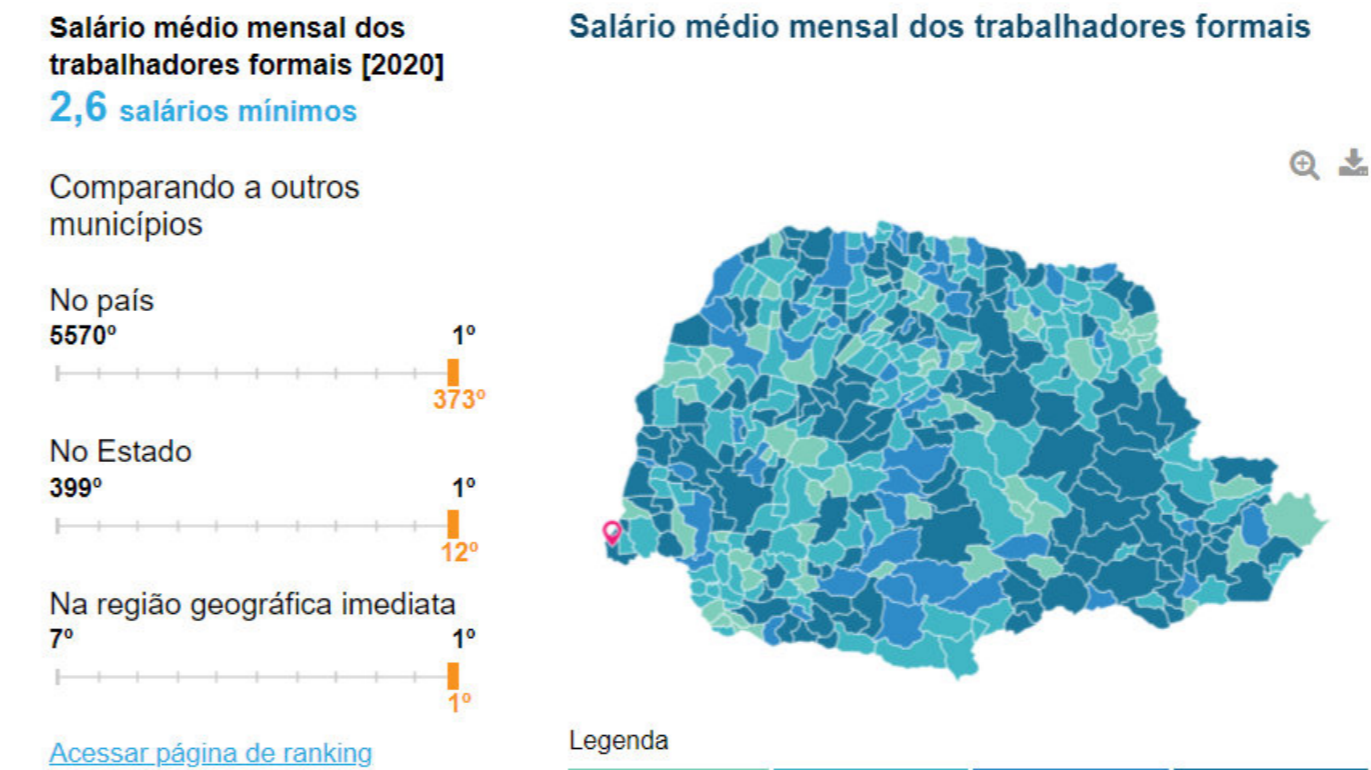 Salário médio mensal dos
trabalhadores formais [2020]
2,6 salários mínimos
Comparando a outros
municípios
No país
5570º 1º
373º
No Estado
399º 1º
12º
Na região geográfica imediata
7º 1º
1º
Acessar página de ranking
Salário médio mensal dos trabalhadores formais
Legenda